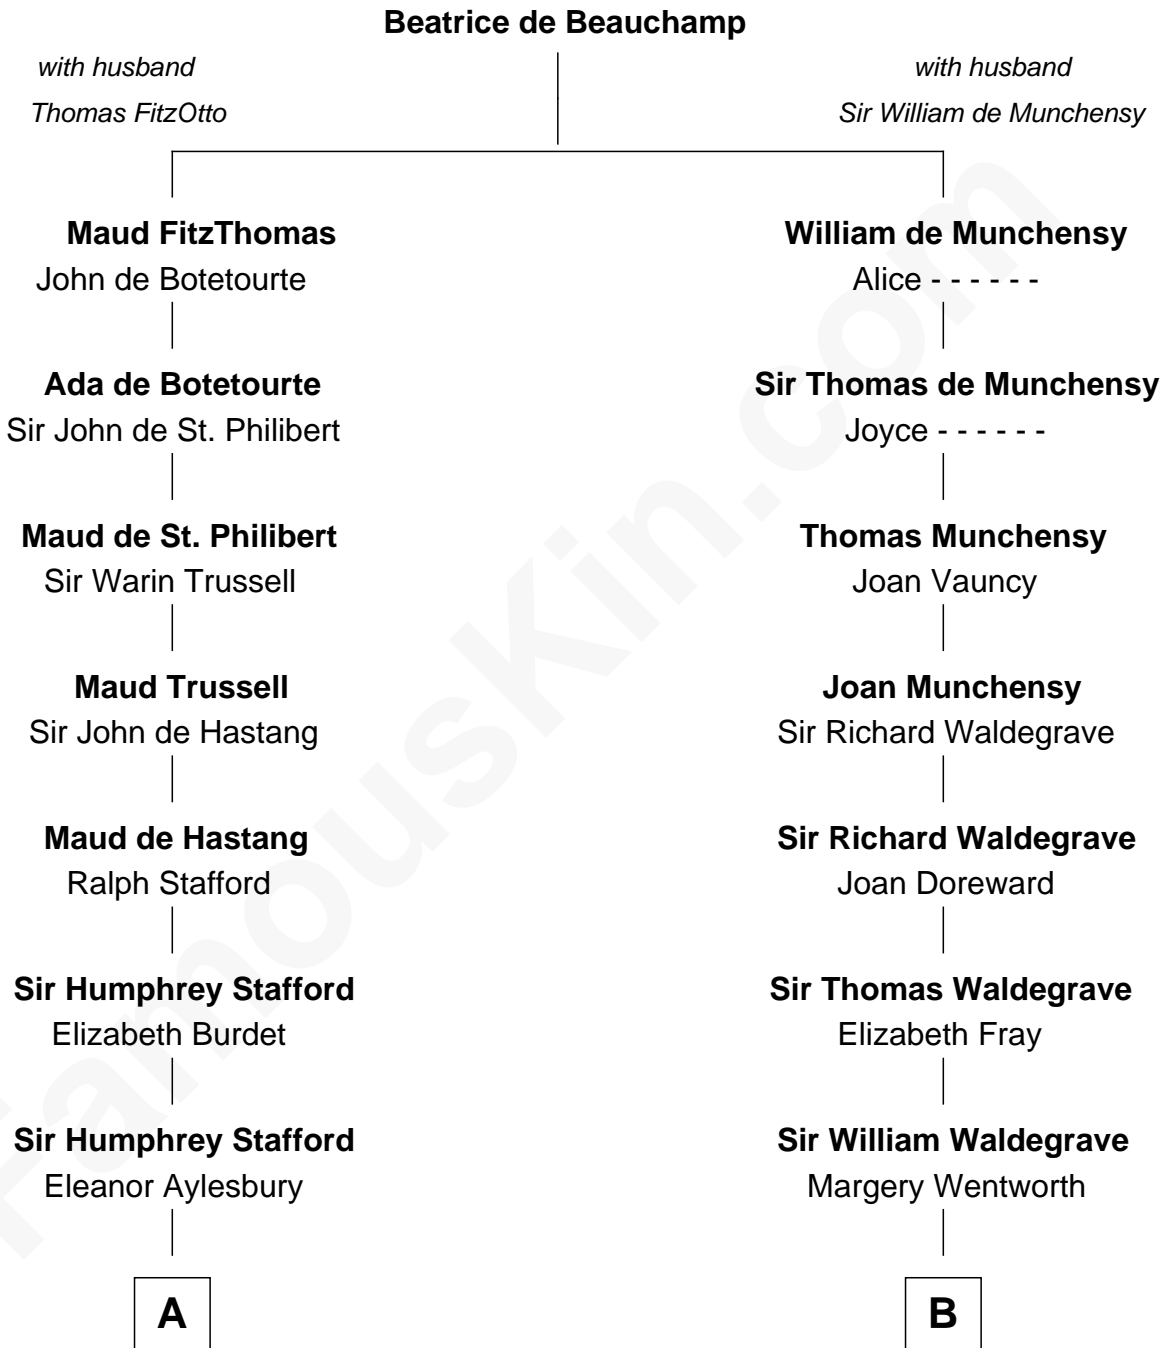 Beatrice de Beauchamp
with husband
Thomas FitzOtto
with husband
Sir William de Munchensy
Maud FitzThomas
John de Botetourte
Ada de Botetourte
Sir John de St. Philibert
Maud de St. Philibert
Sir Warin Trussell
Maud Trussell
Sir John de Hastang
Maud de Hastang
Ralph Stafford
Sir Humphrey Stafford
Elizabeth Burdet
Sir Humphrey Stafford
Eleanor Aylesbury
A
William de Munchensy
Alice - - - - - -
Sir Thomas de Munchensy
Joyce - - - - - -
Thomas Munchensy
Joan Vauncy
Joan Munchensy
Sir Richard Waldegrave
Sir Richard Waldegrave
Joan Doreward
Sir Thomas Waldegrave
Elizabeth Fray
Sir William Waldegrave
Margery Wentworth
B
FamousKin.com